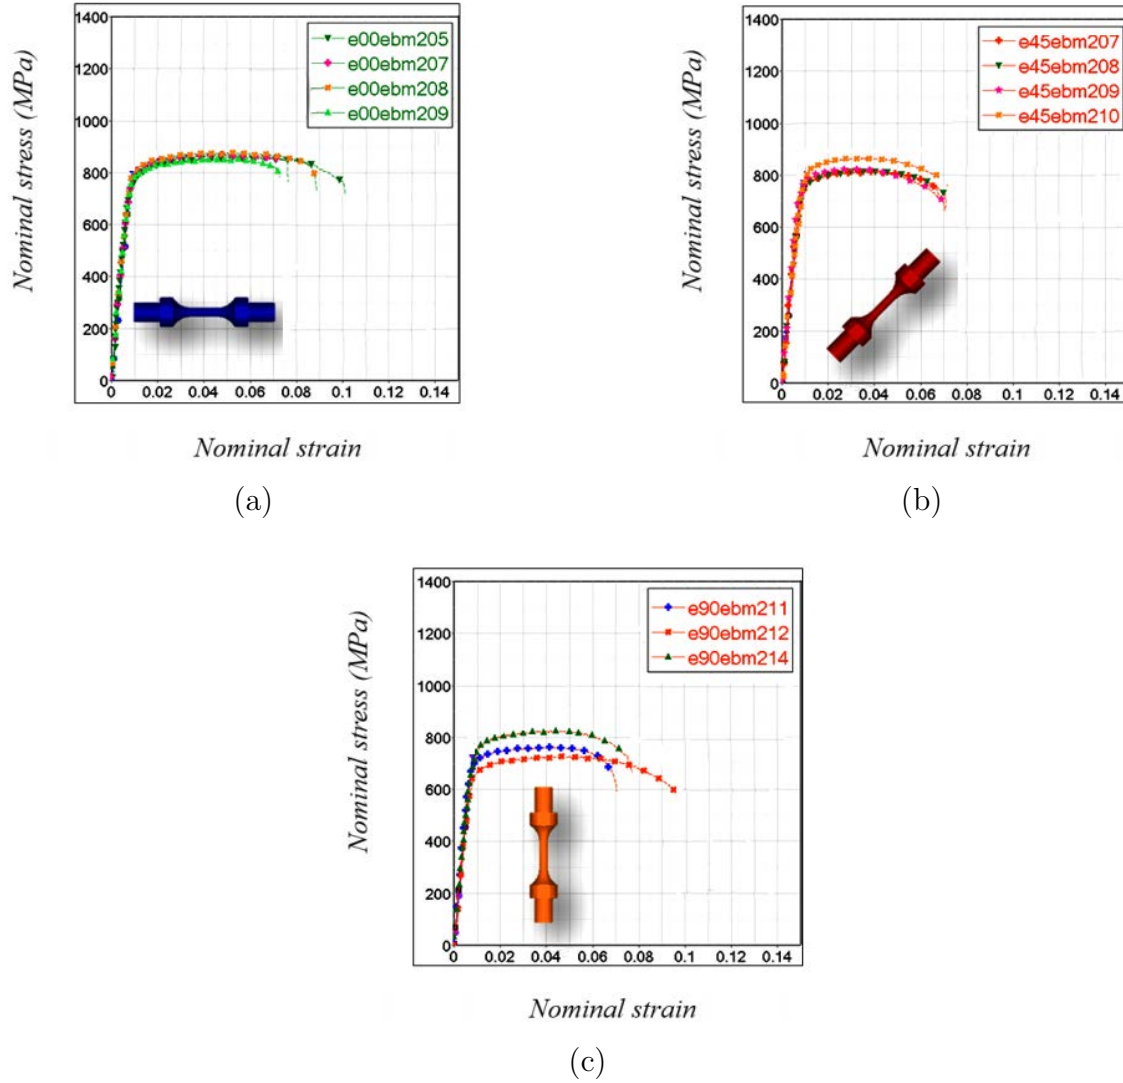 1400
1200
1000
800
600
400
200
0
Nominal stress (MPa)
e00ebm205
e00ebm207
e00ebm208
e00ebm209
0 0.02 0.04 0.06 0.08 0.1 0.12 0.14
Nominal strain
(a)
1400
1200
1000
800
600
400
200
0
Nominal stress (MPa)
e45ebm207
e45ebm208
e45ebm209
e45ebm210
0 0.02 0.04 0.06 0.08 0.1 0.12 0.14
Nominal strain
(b)
1400
1200
1000
800
600
400
200
0
Nominal stress (MPa)
e90ebm211
e90ebm212
e90ebm214
0 0.02 0.04 0.06 0.08 0.1 0.12 0.14
Nominal strain
(c)